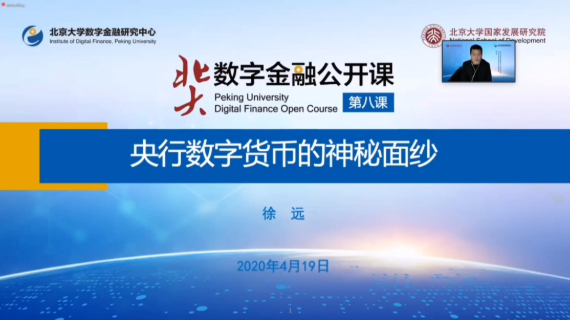 北京大学数字金融研究中心
Institute of Digital Finance, Peking University
北京大学国家发展研究院
National School of Development
北大
数字金融公开课
Peking University
Digital Finance Open Course
第八课
央行数字货币的神秘面纱
徐 远
2020年4月19日